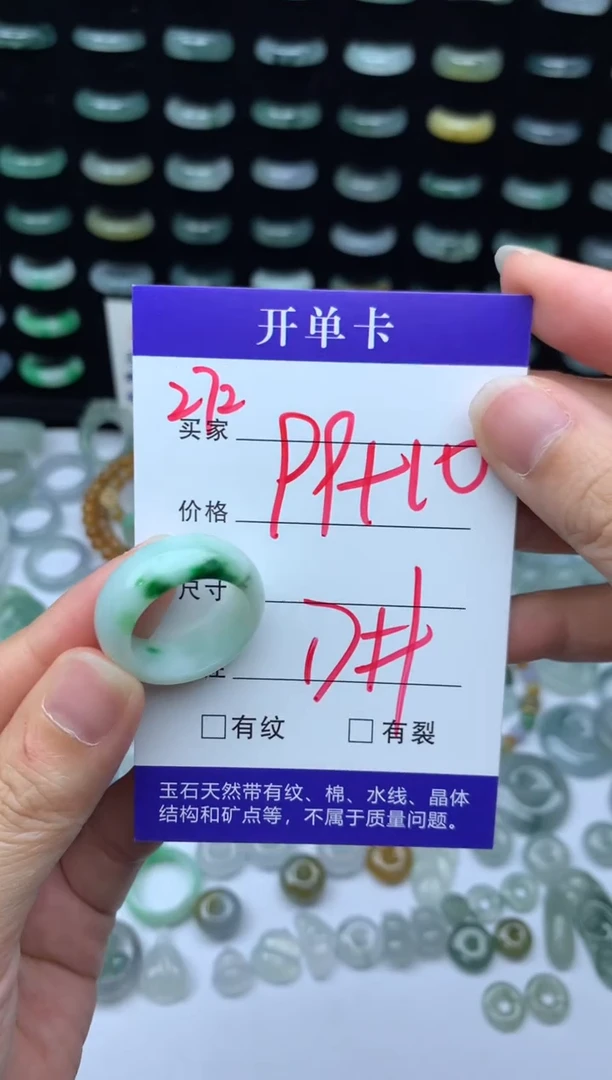 开单卡
272
买家
PP+10
价格
尺寸
D#
□有纹 □有裂
玉石天然带有纹、棉、水线、晶体
结构和矿点等，不属于质量问题。